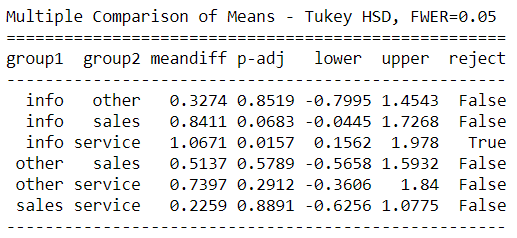 Multiple Comparison of Means - Tukey HSD, FWER=0.05
====================================================
group1 group2 meandiff p-adj lower upper reject
----------------------------------------------------
info other 0.3274 0.8519 -0.7995 1.4543 False
info sales 0.8411 0.0683 -0.0445 1.7268 False
info service 1.0671 0.0157 0.1562 1.978 True
other sales 0.5137 0.5789 -0.5658 1.5932 False
other service 0.7397 0.2912 -0.3606 1.84 False
sales service 0.2259 0.8891 -0.6256 1.0775 False
----------------------------------------------------